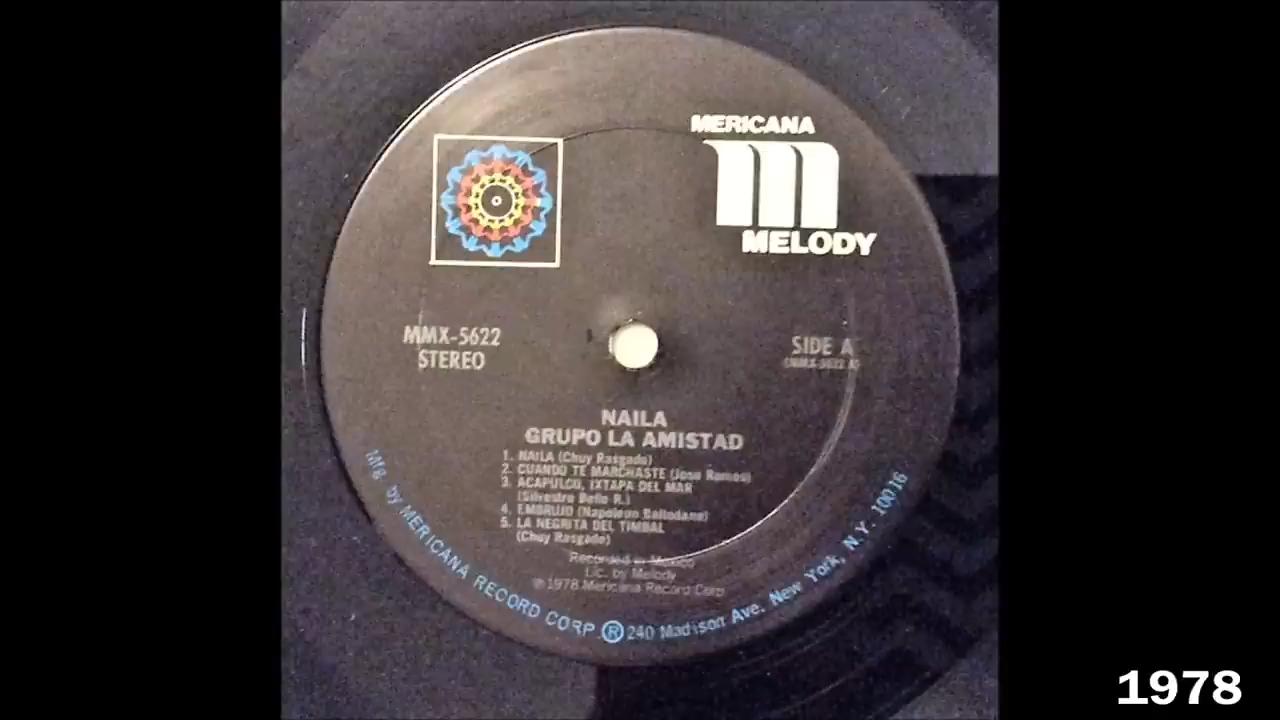 MERICANA
MELODY
MMX-5622
STEREO
SIDE A
(MMX-5622 A)
NAILA
GRUPO LA AMISTAD
1. NAILA (Chuy Rasgado)
2. CUANDO TE MARCHASTE (Jose Ramos)
3. ACAPULCO, IXTAPA DEL MAR
(Silvestro Bello R.)
4. EMBRUJO (Napoleon Baltodano)
5. LA NEGRITA DEL TIMBAL
(Chuy Rasgado)
Recorded in Mexico
Lic. by Melody
℗ 1978 Mericana Record Corp
Mfg. by MERICANA RECORD CORP. ® 240 Madison Ave. New York, N.Y. 10016
1978